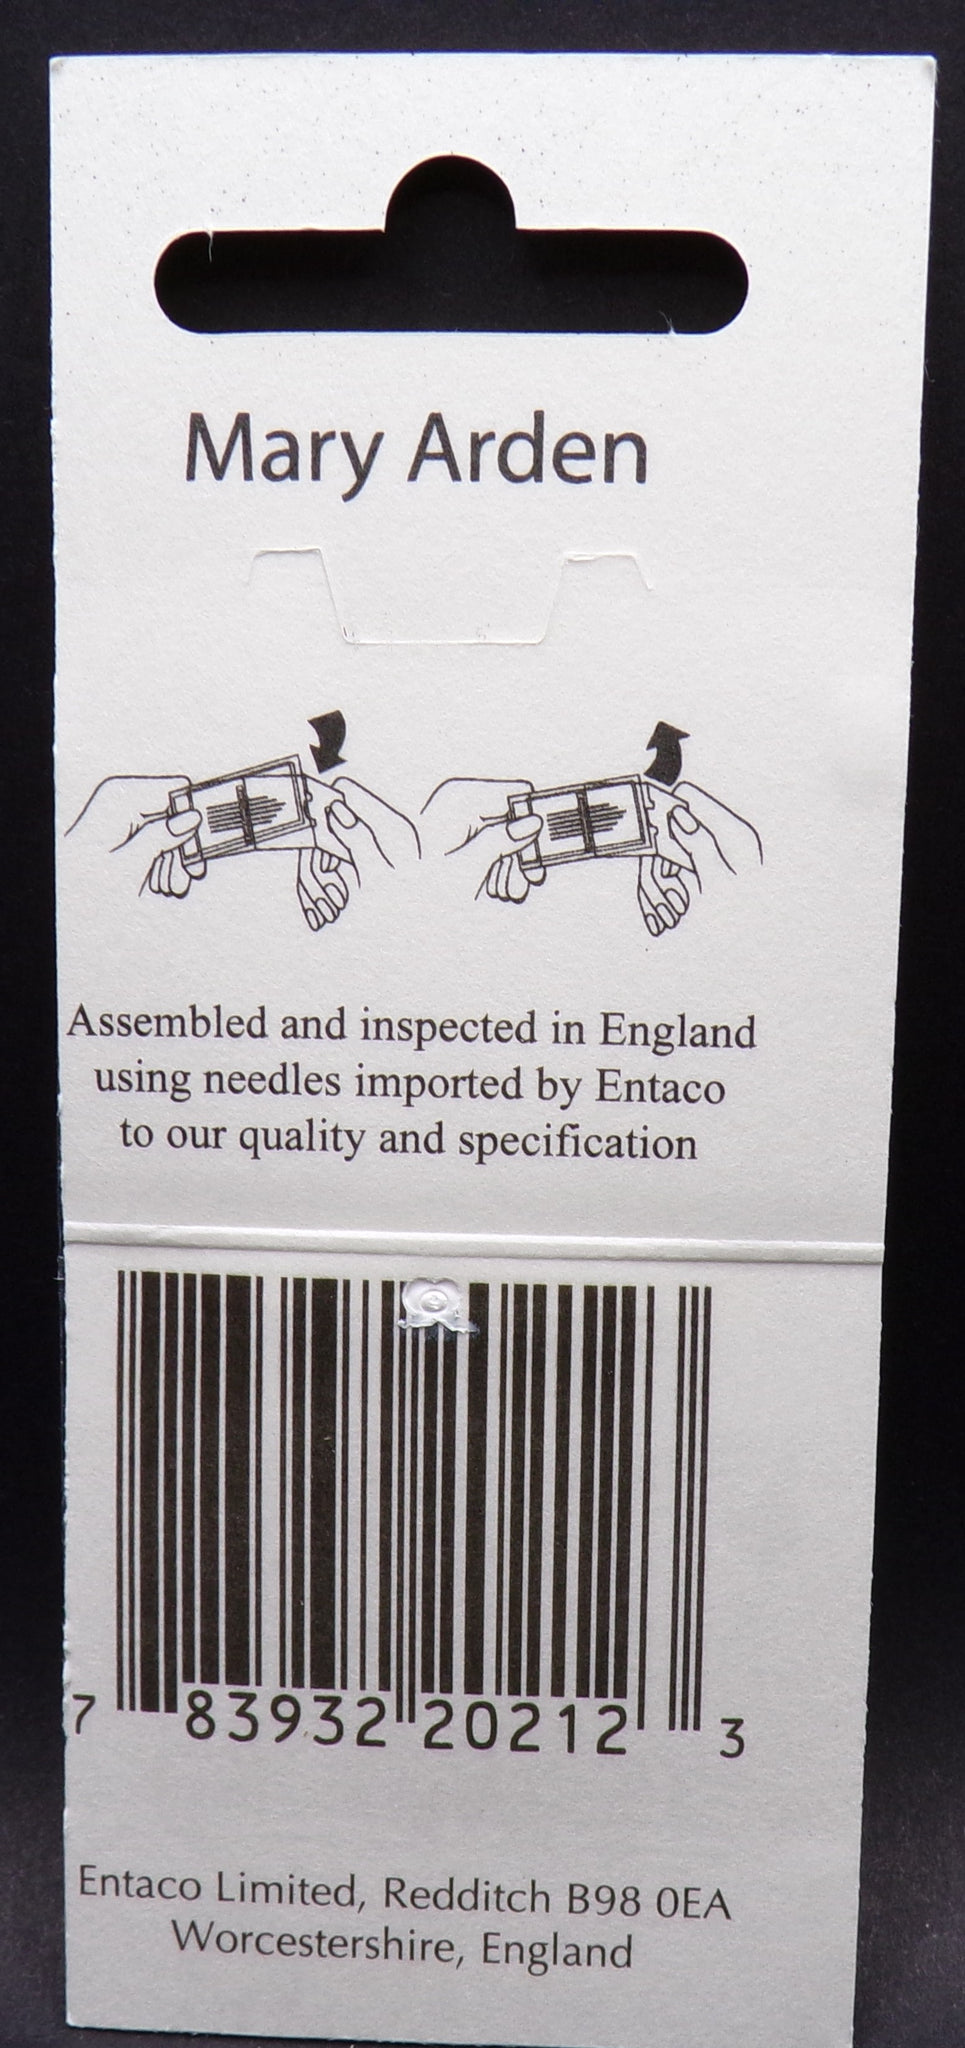 Mary Arden
Assembled and inspected in England
using needles imported by Entaco
to our quality and specification
7 83932 20212 3
Entaco Limited, Redditch B98 0EA
Worcestershire, England